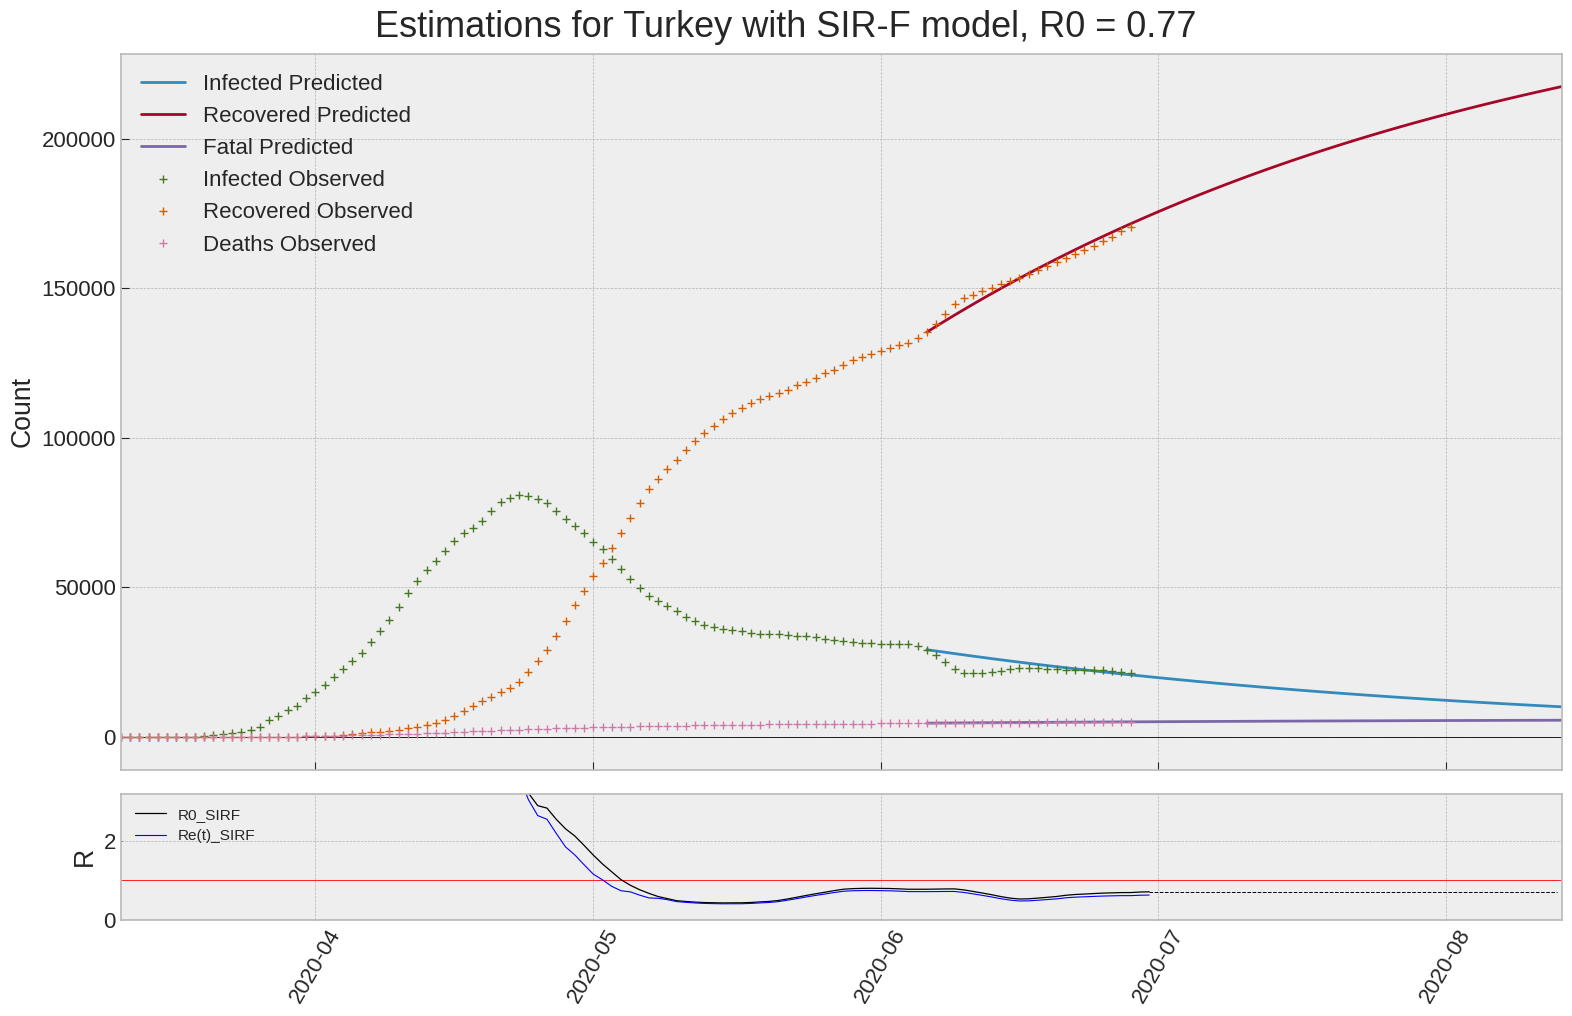 Estimations for Turkey with SIR-F model, R0 = 0.77
Infected Predicted
Recovered Predicted
Fatal Predicted
Infected Observed
Recovered Observed
Deaths Observed
200000
150000
100000
50000
0
Count
R0_SIRF
Re(t)_SIRF
2
0
R
2020-04
2020-05
2020-06
2020-07
2020-08